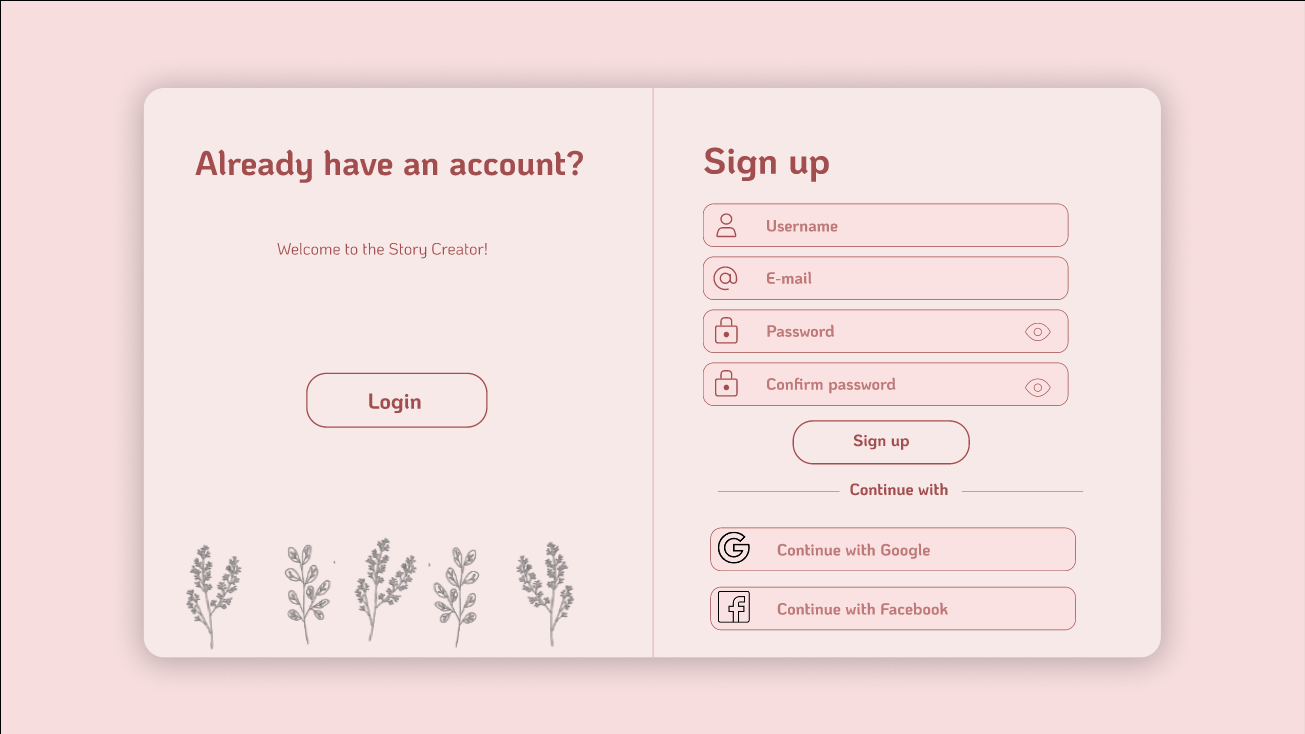 Already have an account?
Welcome to the Story Creator!
Login
Sign up
Username
E-mail
Password
Confirm password
Sign up
Continue with
Continue with Google
Continue with Facebook